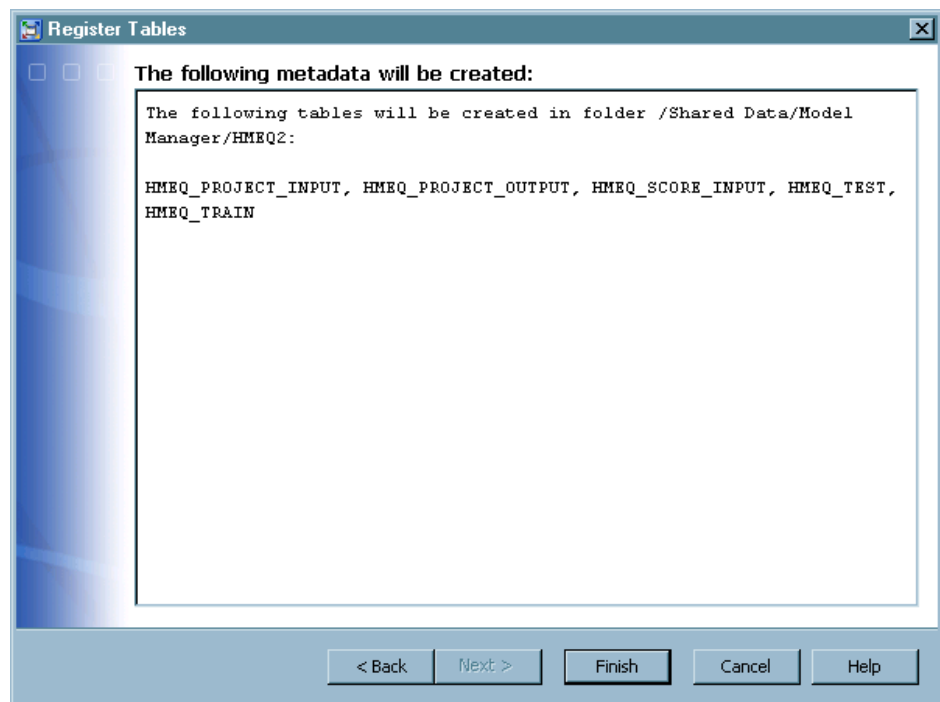 Register Tables
The following metadata will be created:
The following tables will be created in folder /Shared Data/Model
Manager/HMEQ2:
HMEQ_PROJECT_INPUT, HMEQ_PROJECT_OUTPUT, HMEQ_SCORE_INPUT, HMEQ_TEST,
HMEQ_TRAIN
< Back Next > Finish Cancel Help